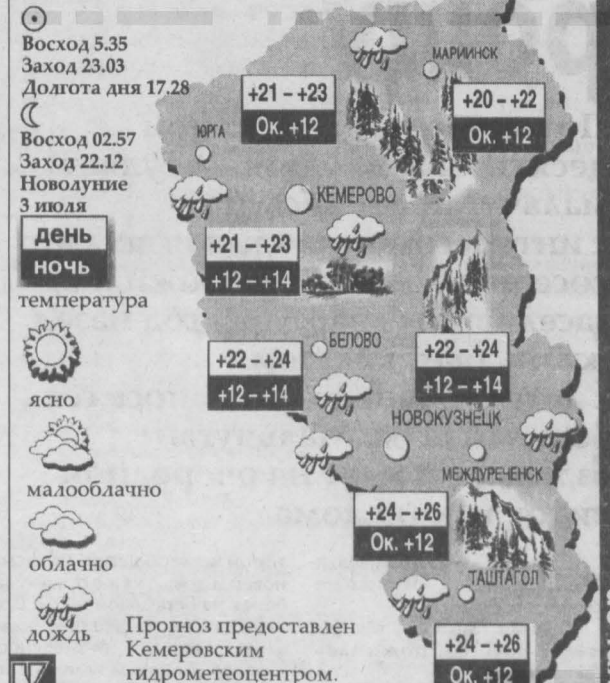 Восход 5.35
Заход 23.03
Долгота дня 17.28
Восход 02.57
Заход 22.12
Новолуние
3 июля
день
ночь
температура
ясно
малооблачно
облачно
дождь
МАРИИНСК
+21 – +23
Ок. +12
+20 – +22
Ок. +12
ЮРГА
КЕМЕРОВО
+21 – +23
+12 – +14
БЕЛОВО
+22 – +24
+12 – +14
+22 – +24
+12 – +14
НОВОКУЗНЕЦК
МЕЖДУРЕЧЕНСК
+24 – +26
Ок. +12
ТАШТАГОЛ
+24 – +26
Ок. +12
Прогноз предоставлен
Кемеровским
гидрометеоцентром.